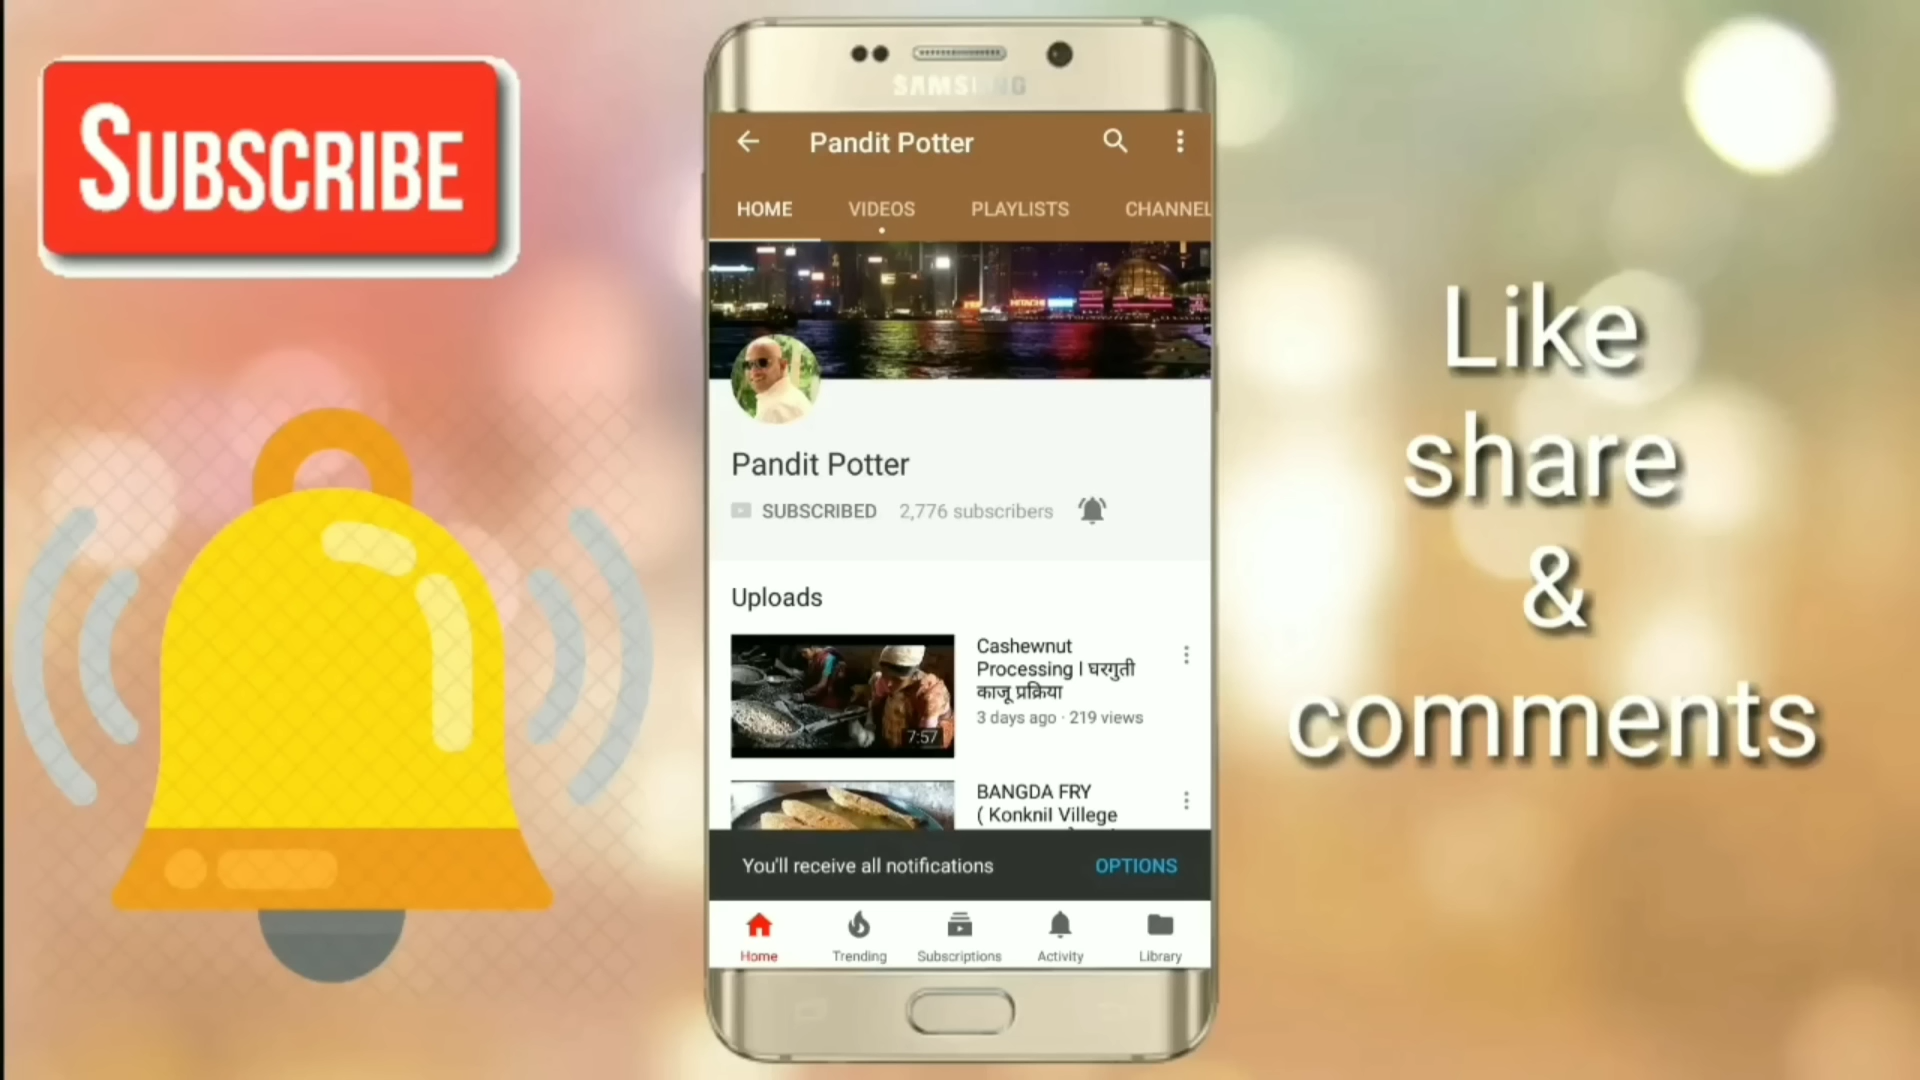 SUBSCRIBE
SAMSUNG
Pandit Potter
HOME VIDEOS PLAYLISTS CHANNEL
HITACHI
Pandit Potter
SUBSCRIBED 2,776 subscribers
Uploads
Cashewnut
Processing l घरगुती
काजू प्रक्रिया
3 days ago · 219 views
7:57
BANGDA FRY
( Konknil Villege
You'll receive all notifications OPTIONS
Home Trending Subscriptions Activity Library
Like
share
&
comments